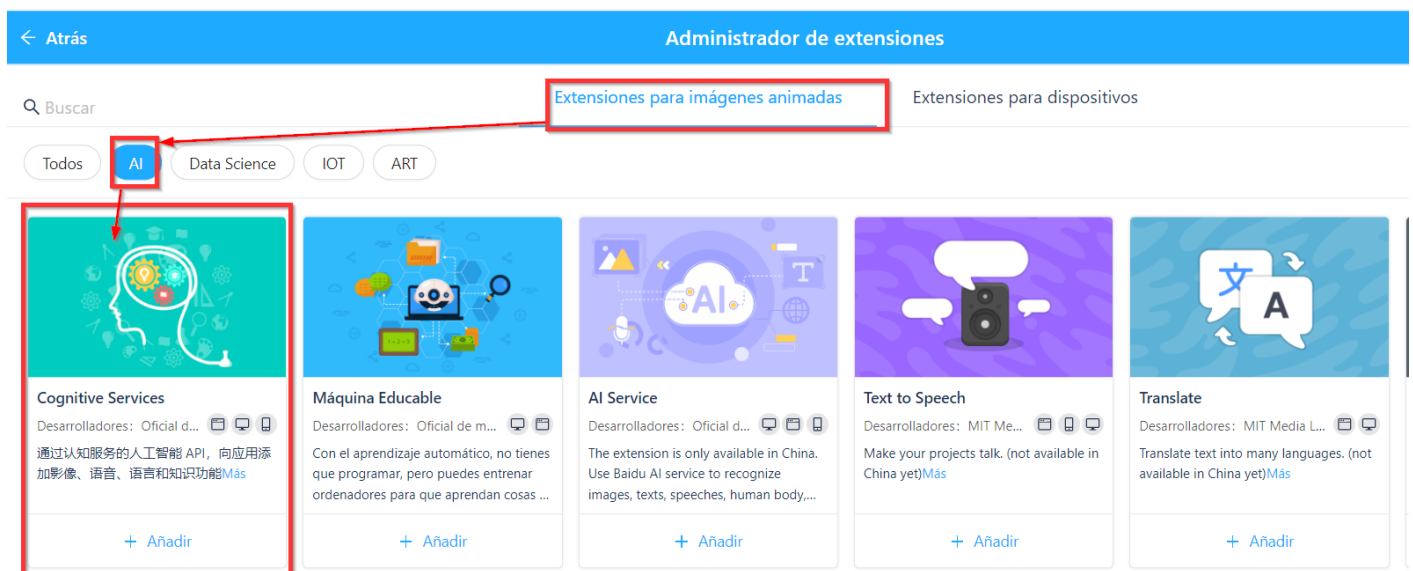 ← Atrás
Administrador de extensiones
Buscar
Extensiones para imágenes animadas
Extensiones para dispositivos
Todos
AI
Data Science
IOT
ART
Cognitive Services
Desarrolladores: Oficial d...
通过认知服务的人工智能 API，向应用添
加影像、语音、语言和知识功能Más
+ Añadir
1+2=3
Máquina Educable
Desarrolladores: Oficial de m...
Con el aprendizaje automático, no tienes
que programar, pero puedes entrenar
ordenadores para que aprendan cosas ...
+ Añadir
AI
T
AI Service
Desarrolladores: Oficial d...
The extension is only available in China.
Use Baidu AI service to recognize
images, texts, speeches, human body,...
+ Añadir
Text to Speech
Desarrolladores: MIT Me...
Make your projects talk. (not available in
China yet)Más
+ Añadir
文
A
Translate
Desarrolladores: MIT Media L...
Translate text into many languages. (not
available in China yet)Más
+ Añadir